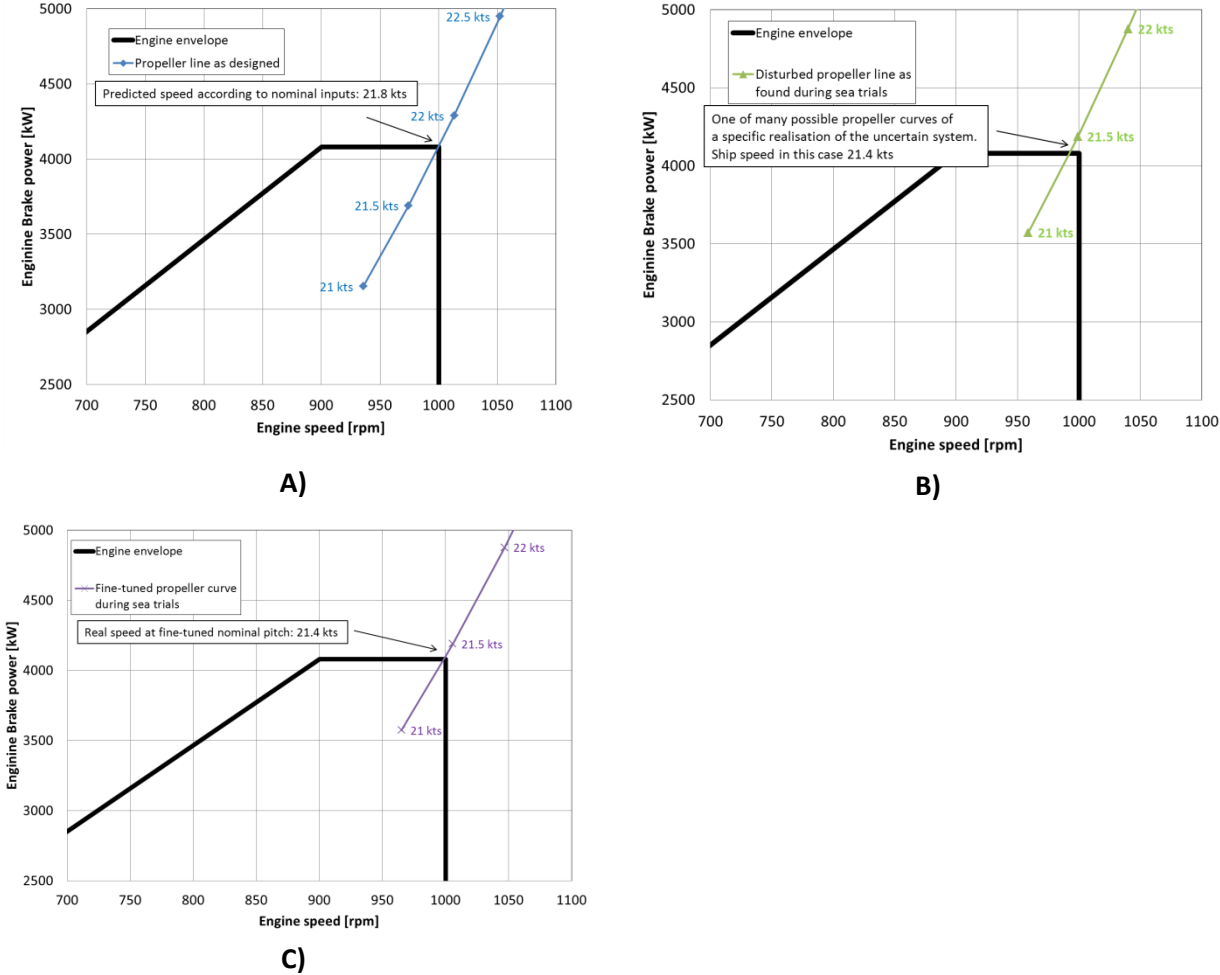 5000
4500
4000
3500
3000
2500
Enginine Brake power [kW]
Engine envelope
Propeller line as designed
Predicted speed according to nominal inputs: 21.8 kts
22.5 kts
22 kts
21.5 kts
21 kts
700 750 800 850 900 950 1000 1050 1100
Engine speed [rpm]
A)
5000
4500
4000
3500
3000
2500
Enginine Brake power [kW]
Engine envelope
Disturbed propeller line as
found during sea trials
One of many possible propeller curves of
a specific realisation of the uncertain system.
Ship speed in this case 21.4 kts
22 kts
21.5 kts
21 kts
700 750 800 850 900 950 1000 1050 1100
Engine speed [rpm]
B)
5000
4500
4000
3500
3000
2500
Enginine Brake power [kW]
Engine envelope
Fine-tuned propeller curve
during sea trials
Real speed at fine-tuned nominal pitch: 21.4 kts
22 kts
21.5 kts
21 kts
700 750 800 850 900 950 1000 1050 1100
Engine speed [rpm]
C)